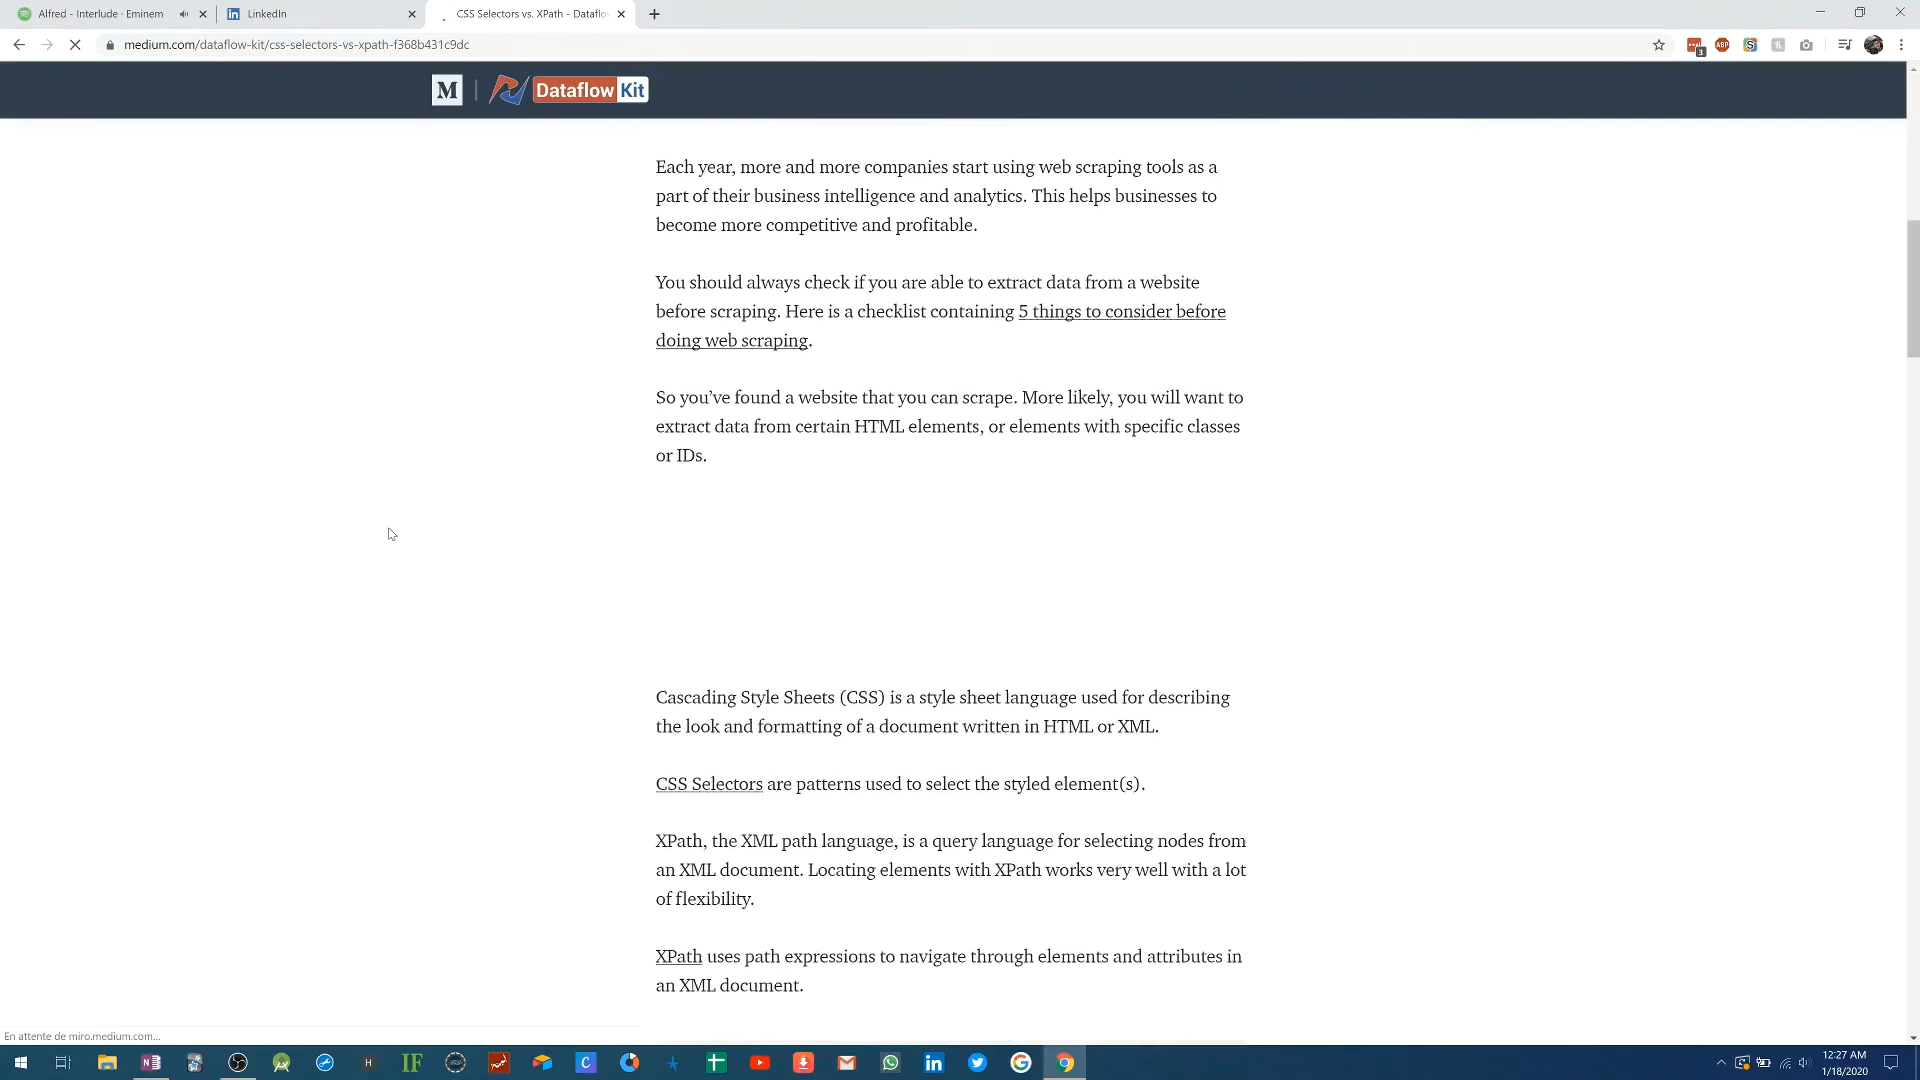 Alfred - Interlude · Eminem
LinkedIn
CSS Selectors vs. XPath - Dataflo
medium.com/dataflow-kit/css-selectors-vs-xpath-f368b431c9dc
3
ABP
M
Dataflow Kit
Each year, more and more companies start using web scraping tools as a
part of their business intelligence and analytics. This helps businesses to
become more competitive and profitable.
You should always check if you are able to extract data from a website
before scraping. Here is a checklist containing 5 things to consider before
doing web scraping.
So you’ve found a website that you can scrape. More likely, you will want to
extract data from certain HTML elements, or elements with specific classes
or IDs.
Cascading Style Sheets (CSS) is a style sheet language used for describing
the look and formatting of a document written in HTML or XML.
CSS Selectors are patterns used to select the styled element(s).
XPath, the XML path language, is a query language for selecting nodes from
an XML document. Locating elements with XPath works very well with a lot
of flexibility.
XPath uses path expressions to navigate through elements and attributes in
an XML document.
En attente de miro.medium.com...
H
IF
C
12:27 AM
1/18/2020